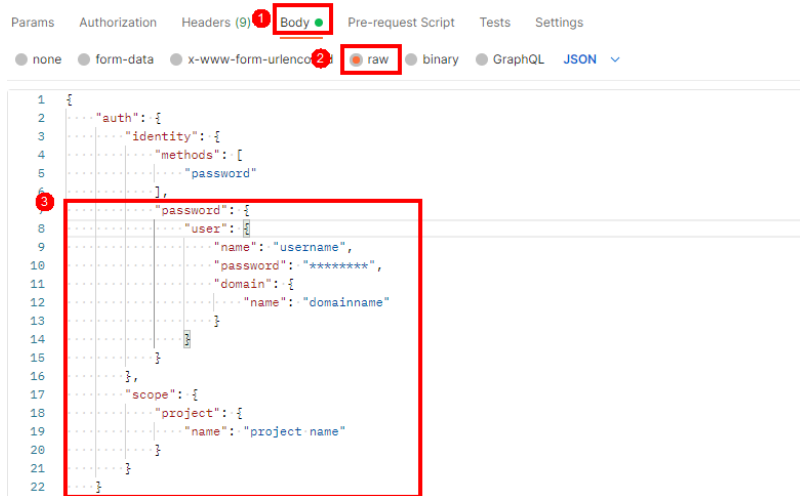 Params Authorization Headers (9) 1 Body Pre-request Script Tests Settings
none form-data x-www-form-urlenco 2 d raw binary GraphQL JSON
1 {
2 "auth": {
3 "identity": {
4 "methods": [
5 "password"
6 ],
3
7 "password": {
8 "user": {
9 "name": "username",
10 "password": "********",
11 "domain": {
12 "name": "domainname"
13 }
14 }
15 }
16 },
17 "scope": {
18 "project": {
19 "name": "project name"
20 }
21 }
22 }